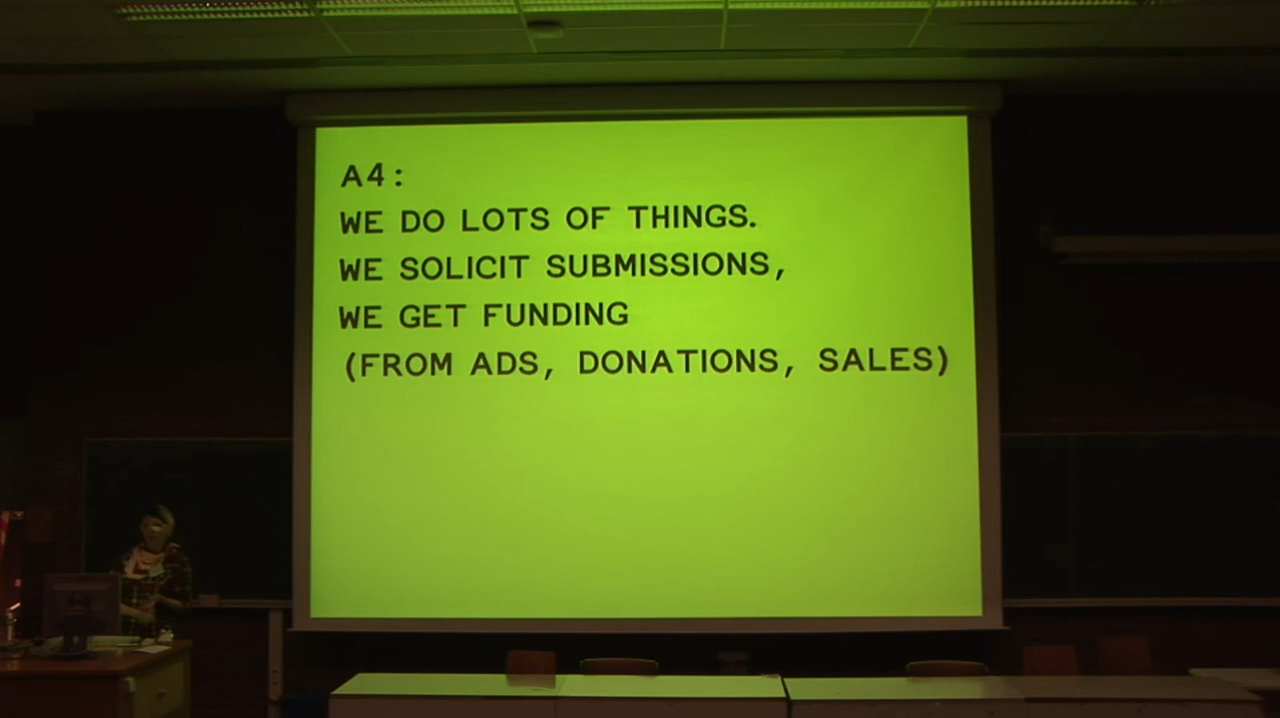 A4:
WE DO LOTS OF THINGS.
WE SOLICIT SUBMISSIONS,
WE GET FUNDING
(FROM ADS, DONATIONS, SALES)